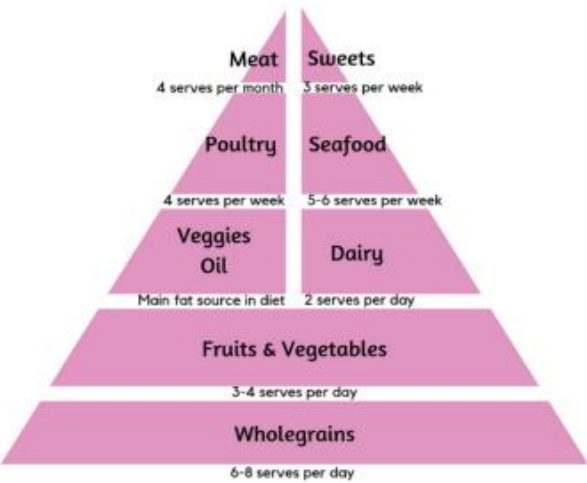 Meat
Sweets
4 serves per month
3 serves per week
Poultry
Seafood
4 serves per week
5-6 serves per week
Veggies
Oil
Dairy
Main fat source in diet
2 serves per day
Fruits & Vegetables
3-4 serves per day
Wholegrains
6-8 serves per day